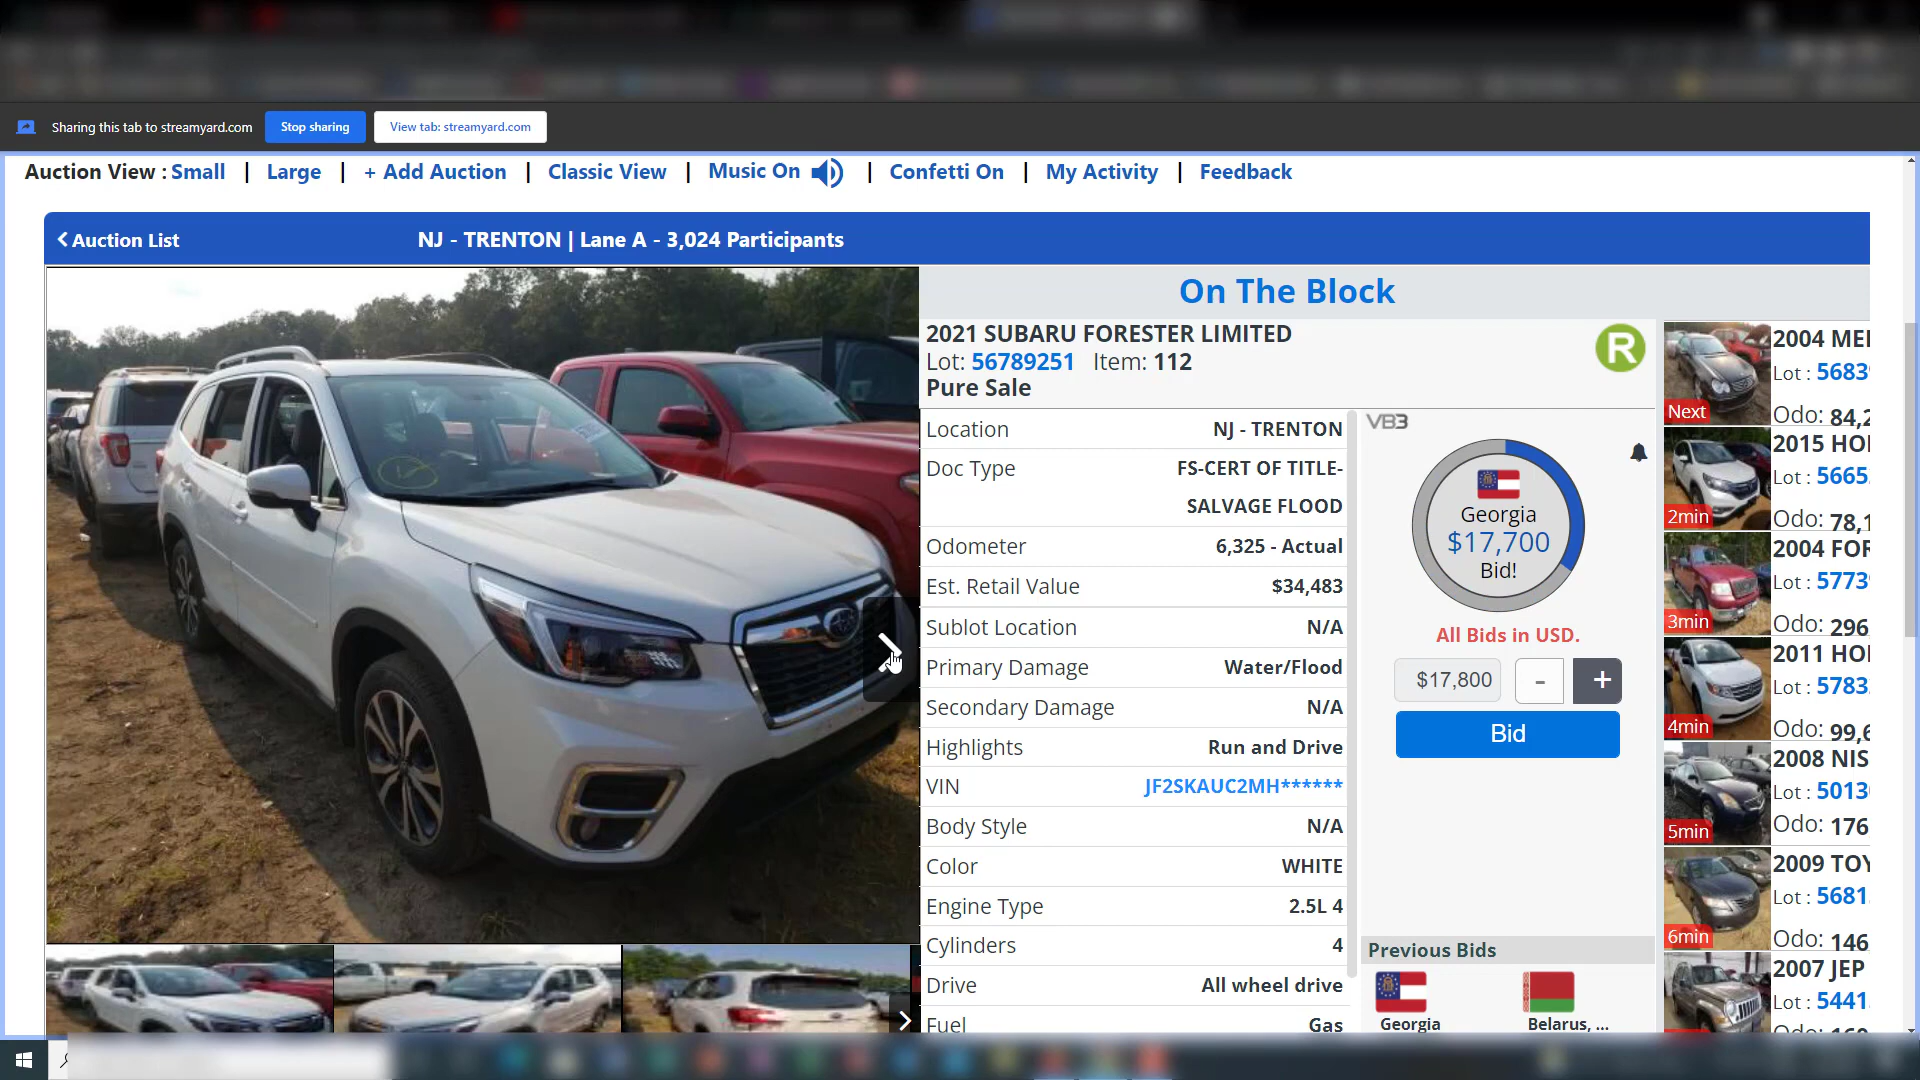 Sharing this tab to streamyard.com Stop sharing View tab: streamyard.com
Auction View : Small | Large | + Add Auction | Classic View | Music On | Confetti On | My Activity | Feedback
Auction List NJ - TRENTON | Lane A - 3,024 Participants
On The Block
2021 SUBARU FORESTER LIMITED
Lot: 56789251 Item: 112
Pure Sale
R
Location NJ - TRENTON
Doc Type FS-CERT OF TITLE-
SALVAGE FLOOD
Odometer 6,325 - Actual
Est. Retail Value $34,483
Sublot Location N/A
Primary Damage Water/Flood
Secondary Damage N/A
Highlights Run and Drive
VIN JF2SKAUC2MH******
Body Style N/A
Color WHITE
Engine Type 2.5L 4
Cylinders 4
Drive All wheel drive
Fuel Gas
VB3
Georgia
$17,700
Bid!
All Bids in USD.
$17,800 - +
Bid
Previous Bids
Georgia Belarus, ...
2004 MEI
Lot : 5683
Next Odo: 84,2
2015 HOI
Lot : 5665
2min Odo: 78,1
2004 FOR
Lot : 5773
3min Odo: 296
2011 HOI
Lot : 5783
4min Odo: 99,6
2008 NIS
Lot : 5013
5min Odo: 176
2009 TOY
Lot : 5681
6min Odo: 146
2007 JEP
Lot : 5441